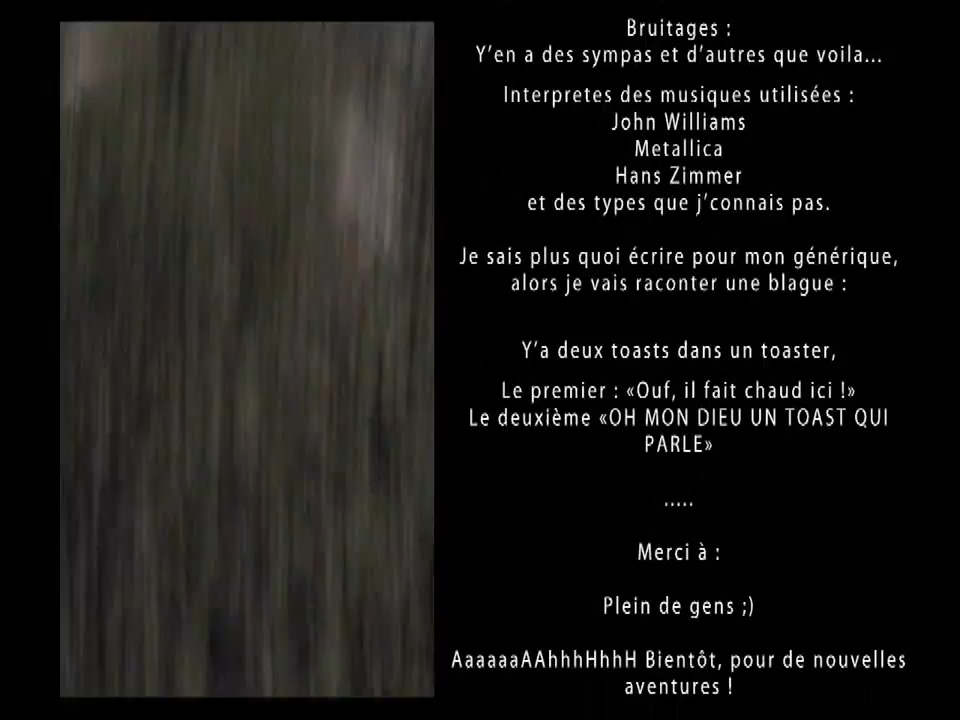 Bruitages :
Y'en a des sympas et d'autres que voila...
Interpretes des musiques utilisées :
John Williams
Metallica
Hans Zimmer
et des types que j'connais pas.
Je sais plus quoi écrire pour mon générique,
alors je vais raconter une blague :
Y'a deux toasts dans un toaster,
Le premier : «Ouf, il fait chaud ici !»
Le deuxième «OH MON DIEU UN TOAST QUI
PARLE»
.....
Merci à :
Plein de gens ;)
AaaaaaAAhhhHhhH Bientôt, pour de nouvelles
aventures !